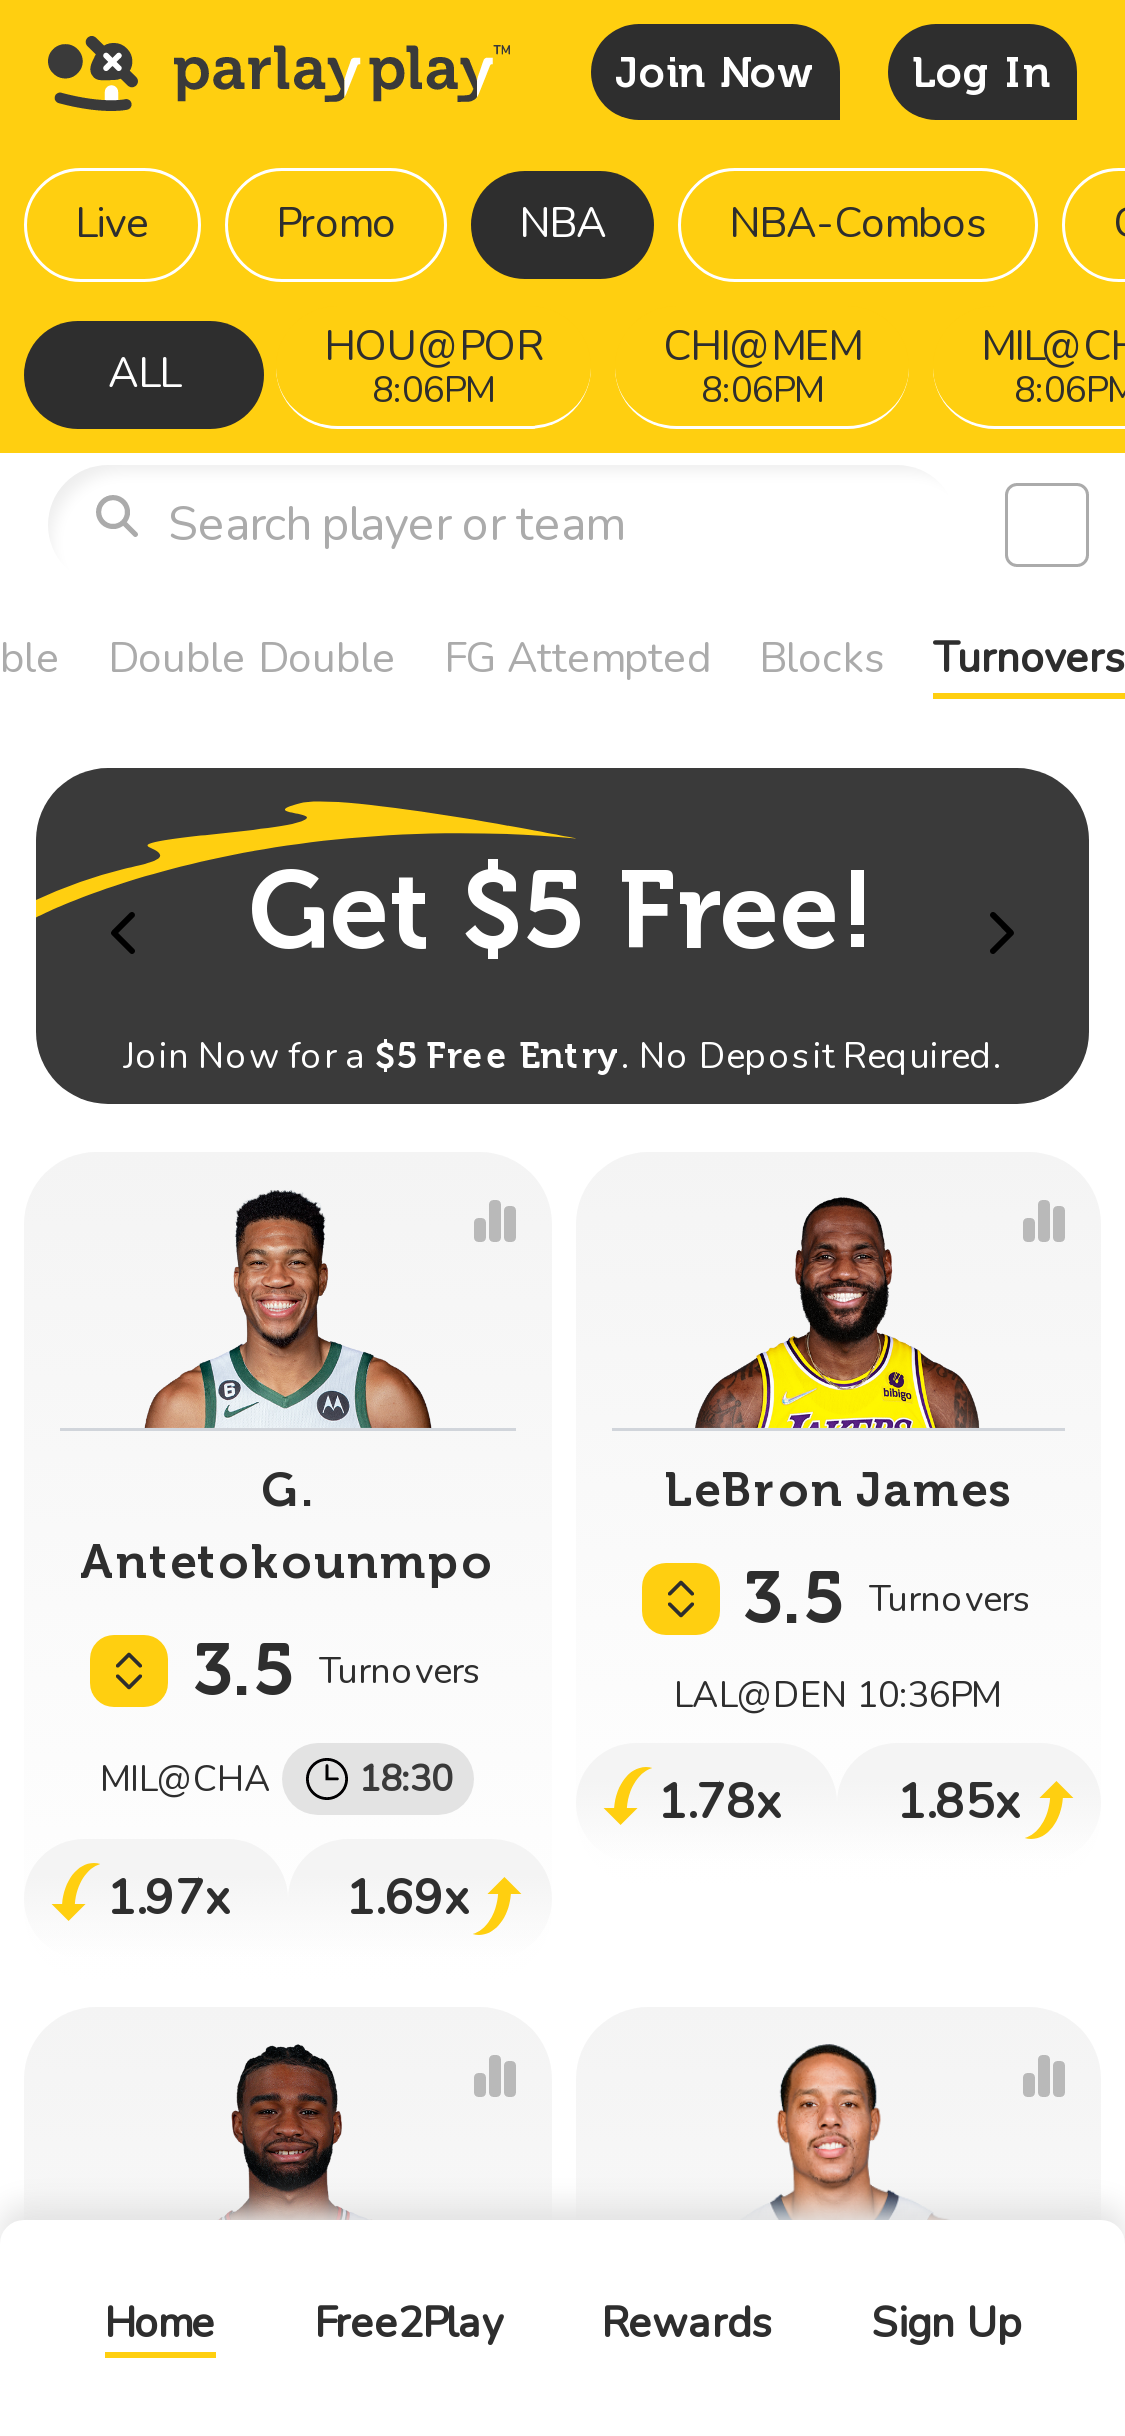 parlay play™
Join Now
Log In
Live
Promo
NBA
NBA-Combos
ALL
HOU@POR
8:06PM
CHI@MEM
8:06PM
MIL@CH
8:06PM
Search player or team
ble
Double Double
FG Attempted
Blocks
Turnovers
Get $5 Free!
Join Now for a $5 Free Entry. No Deposit Required.
6
bibigo
LAKERS
G.
Antetokounmpo
3.5 Turnovers
MIL@CHA 18:30
1.97x
1.69x
LeBron James
3.5 Turnovers
LAL@DEN 10:36PM
1.78x
1.85x
Home
Free2Play
Rewards
Sign Up